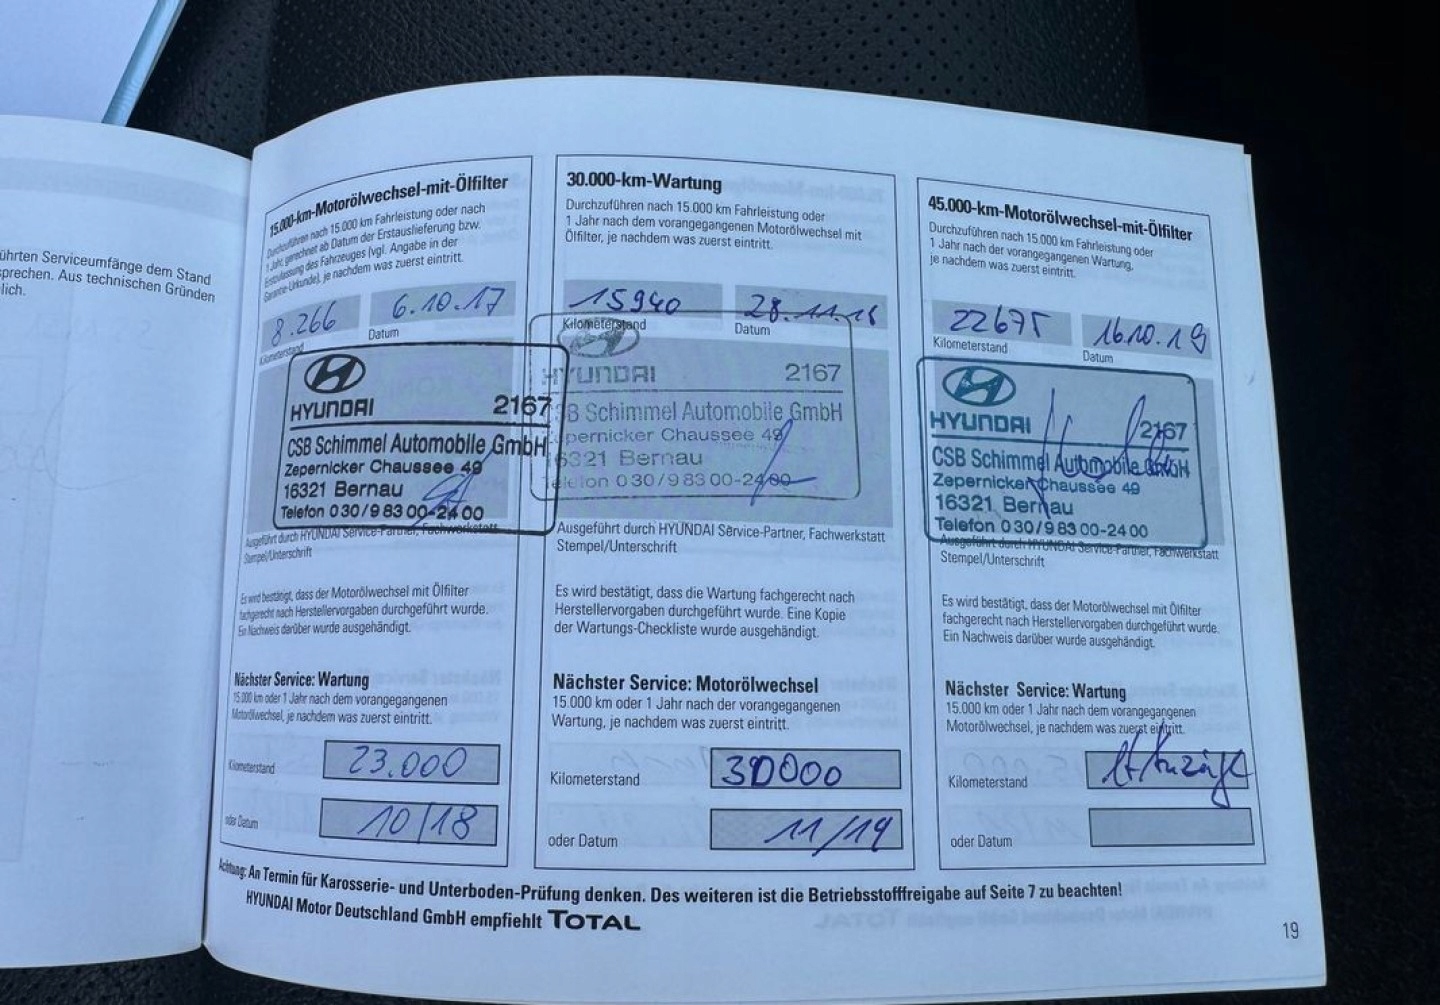 ührten Serviceumfänge dem Stand
sprechen. Aus technischen Gründen
lich.
15.000-km-Motorölwechsel-mit-Ölfilter
Durchzuführen nach 15.000 km Fahrleistung oder nach
1 Jahr, gerechnet ab Datum der Erstauslieferung bzw.
Erstzulassung des Fahrzeuges (vgl. Angabe in der
Garantie-Urkunde), je nachdem was zuerst eintritt.
8.266
6.10.17
Kilometerstand
Datum
HYUNDAI 2167
CSB Schimmel Automobile GmbH
Zepernicker Chaussee 49
16321 Bernau
Telefon 030/98300-2400
Ausgeführt durch HYUNDAI Service-Partner, Fachwerkstatt
Stempel/Unterschrift
Es wird bestätigt, dass der Motorölwechsel mit Ölfilter
fachgerecht nach Herstellervorgaben durchgeführt wurde.
Ein Nachweis darüber wurde ausgehändigt.
Nächster Service: Wartung
15.000 km oder 1 Jahr nach dem vorangegangenen
Motorölwechsel, je nachdem was zuerst eintritt.
Kilometerstand 23.000
oder Datum 10/18
30.000-km-Wartung
Durchzuführen nach 15.000 km Fahrleistung oder
1 Jahr nach dem vorangegangenen Motorölwechsel mit
Ölfilter, je nach dem was zuerst eintritt.
15940
28.11.18
Kilometerstand
Datum
HYUNDAI 2167
CSB Schimmel Automobile GmbH
Zepernicker Chaussee 49
16321 Bernau
Telefon 030/98300-2400
Ausgeführt durch HYUNDAI Service-Partner, Fachwerkstatt
Stempel/Unterschrift
Es wird bestätigt, dass die Wartung fachgerecht nach
Herstellervorgaben durchgeführt wurde. Eine Kopie
der Wartungs-Checkliste wurde ausgehändigt.
Nächster Service: Motorölwechsel
15.000 km oder 1 Jahr nach der vorangegangenen
Wartung, je nachdem was zuerst eintritt.
Kilometerstand 30000
oder Datum 11/19
45.000-km-Motorölwechsel-mit-Ölfilter
Durchzuführen nach 15.000 km Fahrleistung oder
1 Jahr nach der vorangegangenen Wartung,
je nachdem was zuerst eintritt.
22675
16.10.19
Kilometerstand
Datum
HYUNDAI 2167
CSB Schimmel Automobile GmbH
Zepernicker Chaussee 49
16321 Bernau
Telefon 030/98300-2400
Ausgeführt durch HYUNDAI Service-Partner, Fachwerkstatt
Stempel/Unterschrift
Es wird bestätigt, dass der Motorölwechsel mit Ölfilter
fachgerecht nach Herstellervorgaben durchgeführt wurde.
Ein Nachweis darüber wurde ausgehändigt.
Nächster Service: Wartung
15.000 km oder 1 Jahr nach dem vorangegangenen
Motorölwechsel, je nachdem was zuerst eintritt.
Kilometerstand lt Anzeige
oder Datum
Achtung: An Termin für Karosserie- und Unterboden-Prüfung denken. Des weiteren ist die Betriebsstofffreigabe auf Seite 7 zu beachten!
HYUNDAI Motor Deutschland GmbH empfiehlt TOTAL
19